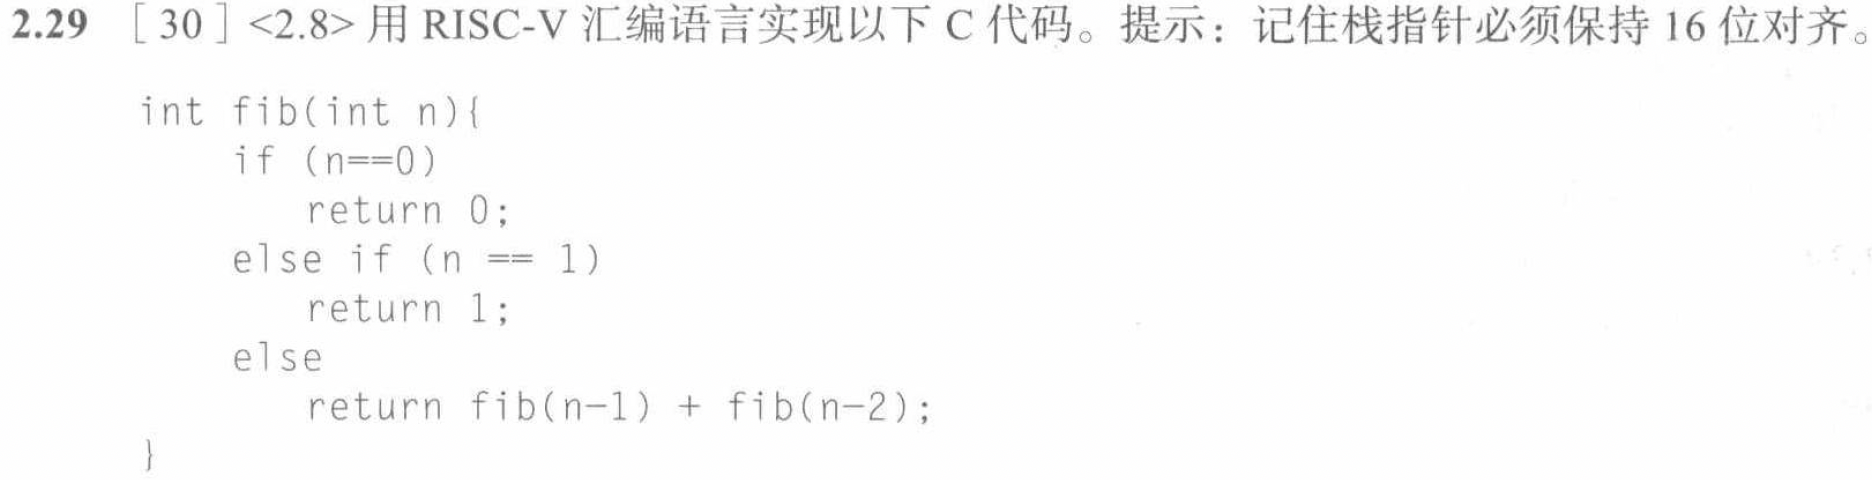 2.29 ［30］<2.8> 用 RISC-V 汇编语言实现以下 C 代码。提示：记住栈指针必须保持 16 位对齐。
int fib(int n){
if (n==0)
return 0;
else if (n == 1)
return 1;
else
return fib(n-1) + fib(n-2);
}